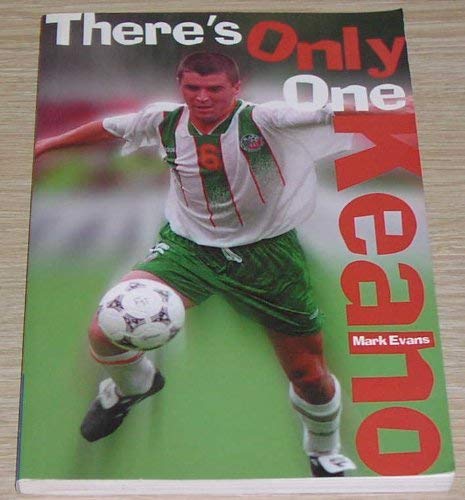 There's
Only
One
Keano
Mark Evans
6